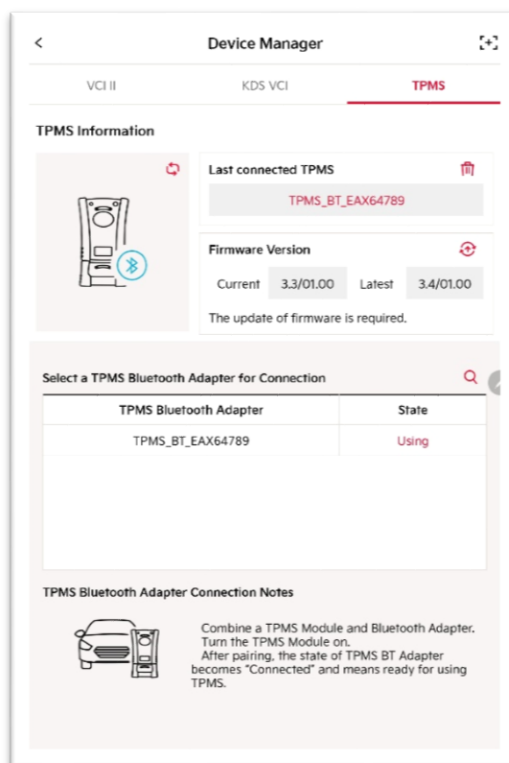 Device Manager
VCI II
KDS VCI
TPMS
TPMS Information
Last connected TPMS
TPMS_BT_EAX64789
Firmware Version
Current 3.3/01.00 Latest 3.4/01.00
The update of firmware is required.
Select a TPMS Bluetooth Adapter for Connection
TPMS Bluetooth Adapter State
TPMS_BT_EAX64789 Using
TPMS Bluetooth Adapter Connection Notes
Combine a TPMS Module and Bluetooth Adapter.
Turn the TPMS Module on.
After pairing, the state of TPMS BT Adapter
becomes "Connected" and means ready for using
TPMS.